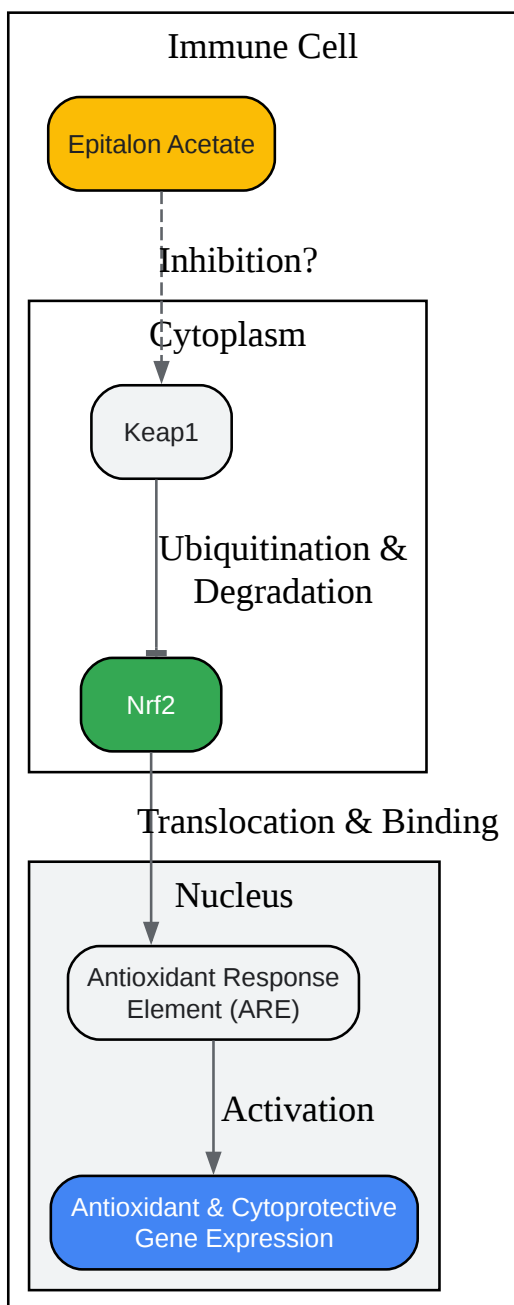 Immune Cell
Epitalon Acetate
Inhibition?
Cytoplasm
Keap1
Ubiquitination &
Degradation
Nrf2
Translocation & Binding
Nucleus
Antioxidant Response
Element (ARE)
Activation
Antioxidant & Cytoprotective
Gene Expression